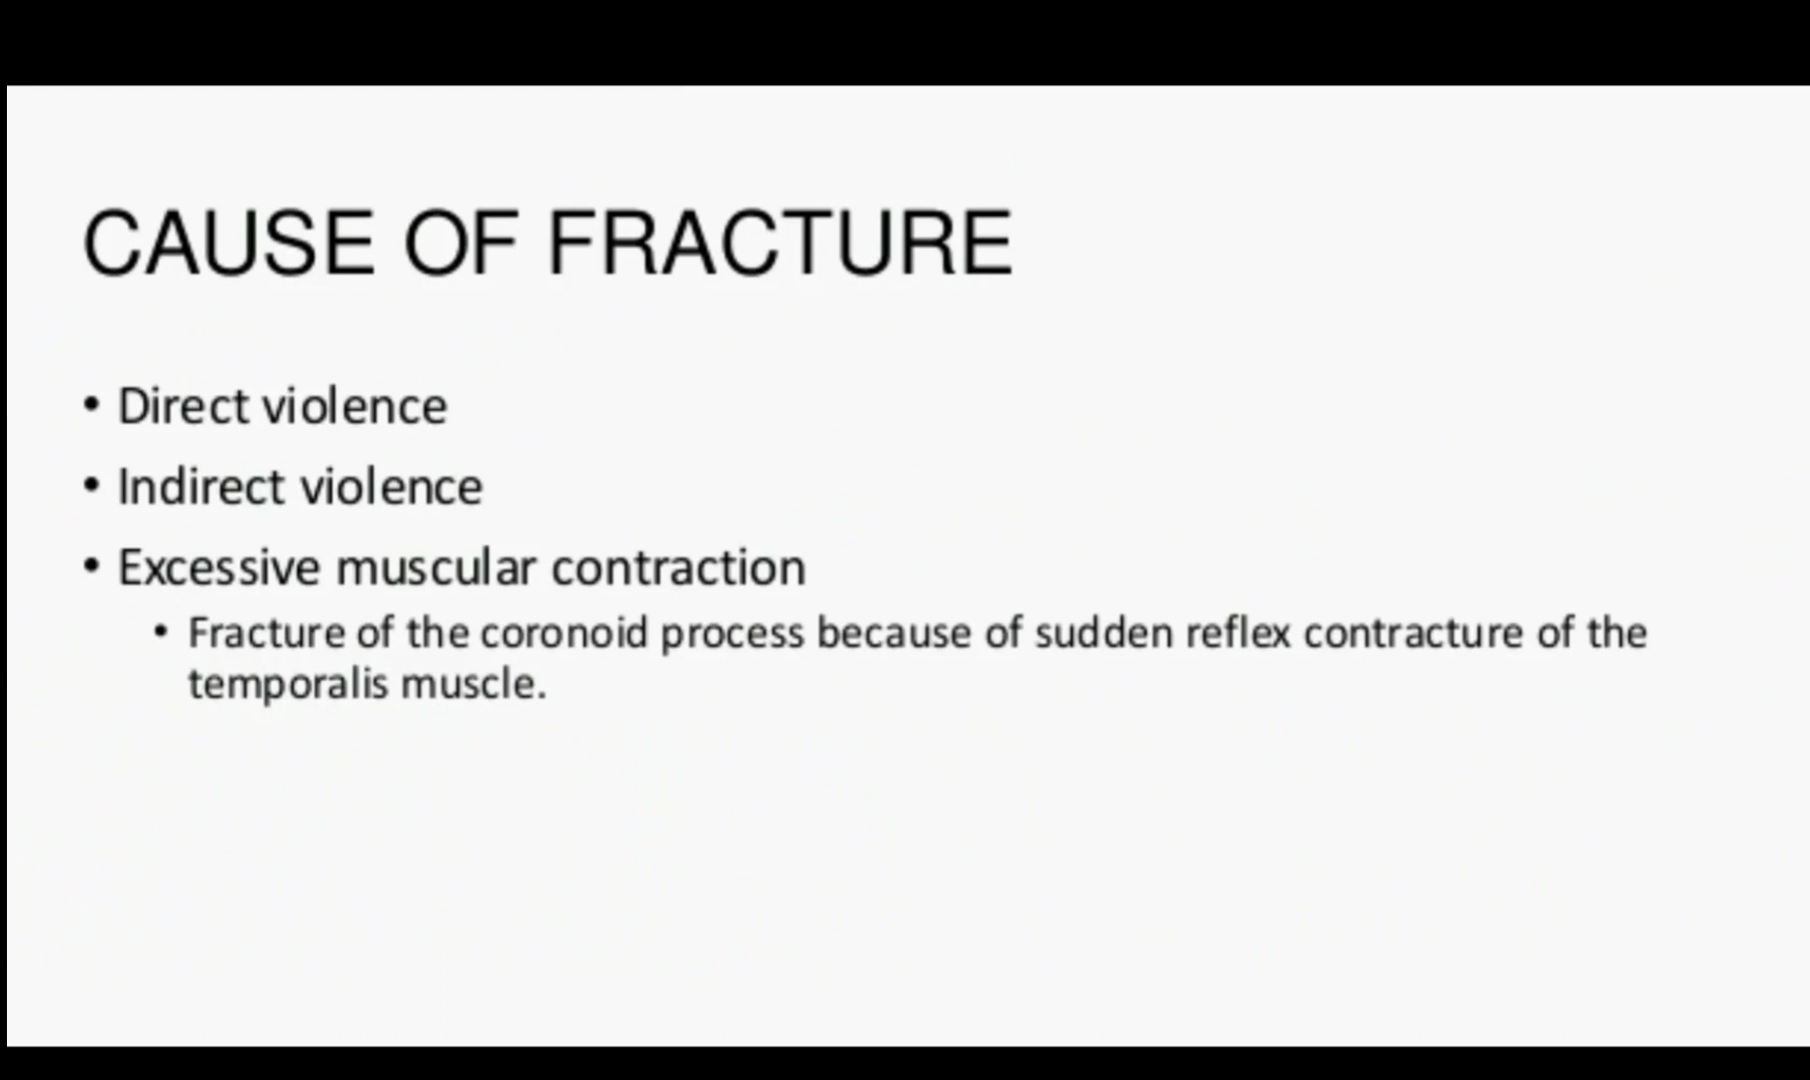 CAUSE OF FRACTURE
• Direct violence
• Indirect violence
• Excessive muscular contraction
• Fracture of the coronoid process because of sudden reflex contracture of the
temporalis muscle.